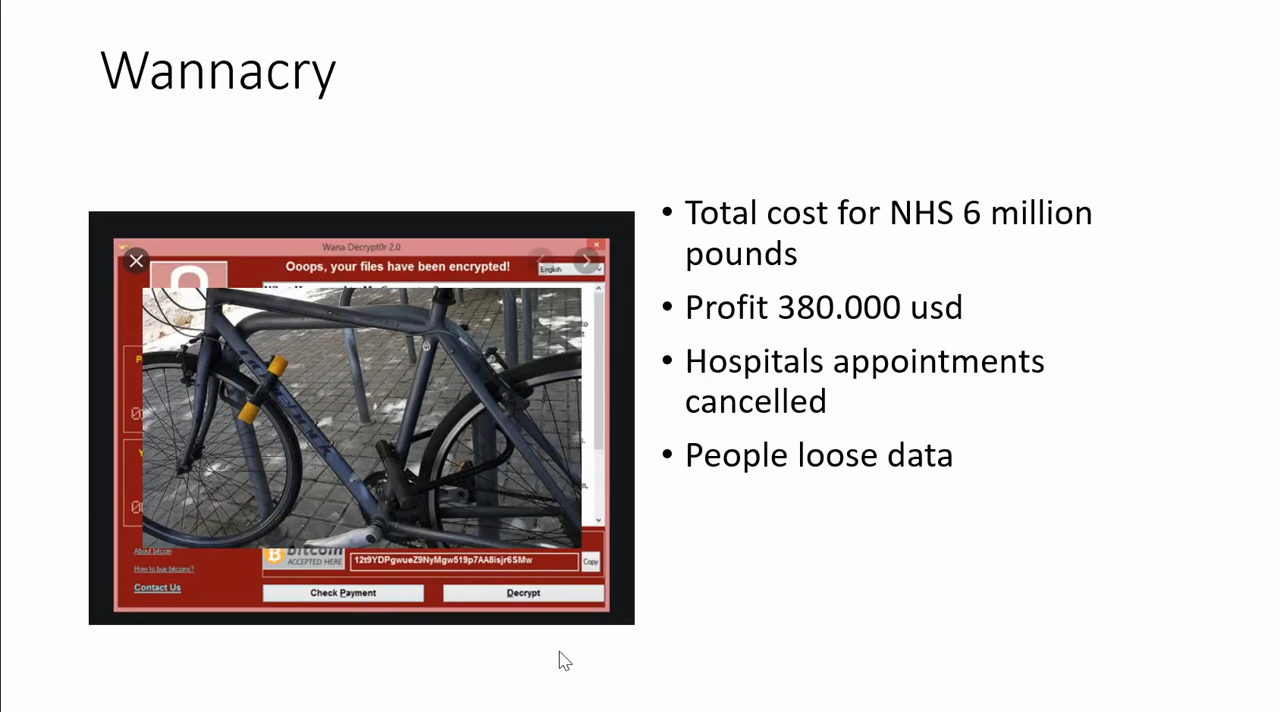 Wannacry
Wana Decrypt0r 2.0
Ooops, your files have been encrypted!
English
bitcoin
ACCEPTED HERE
12t9YDPgwueZ9NyMgw519p7AA8isjr6SMw
Copy
About bitcoin
How to buy bitcoins?
Contact Us
Check Payment
Decrypt
• Total cost for NHS 6 million
pounds
• Profit 380.000 usd
• Hospitals appointments
cancelled
• People loose data